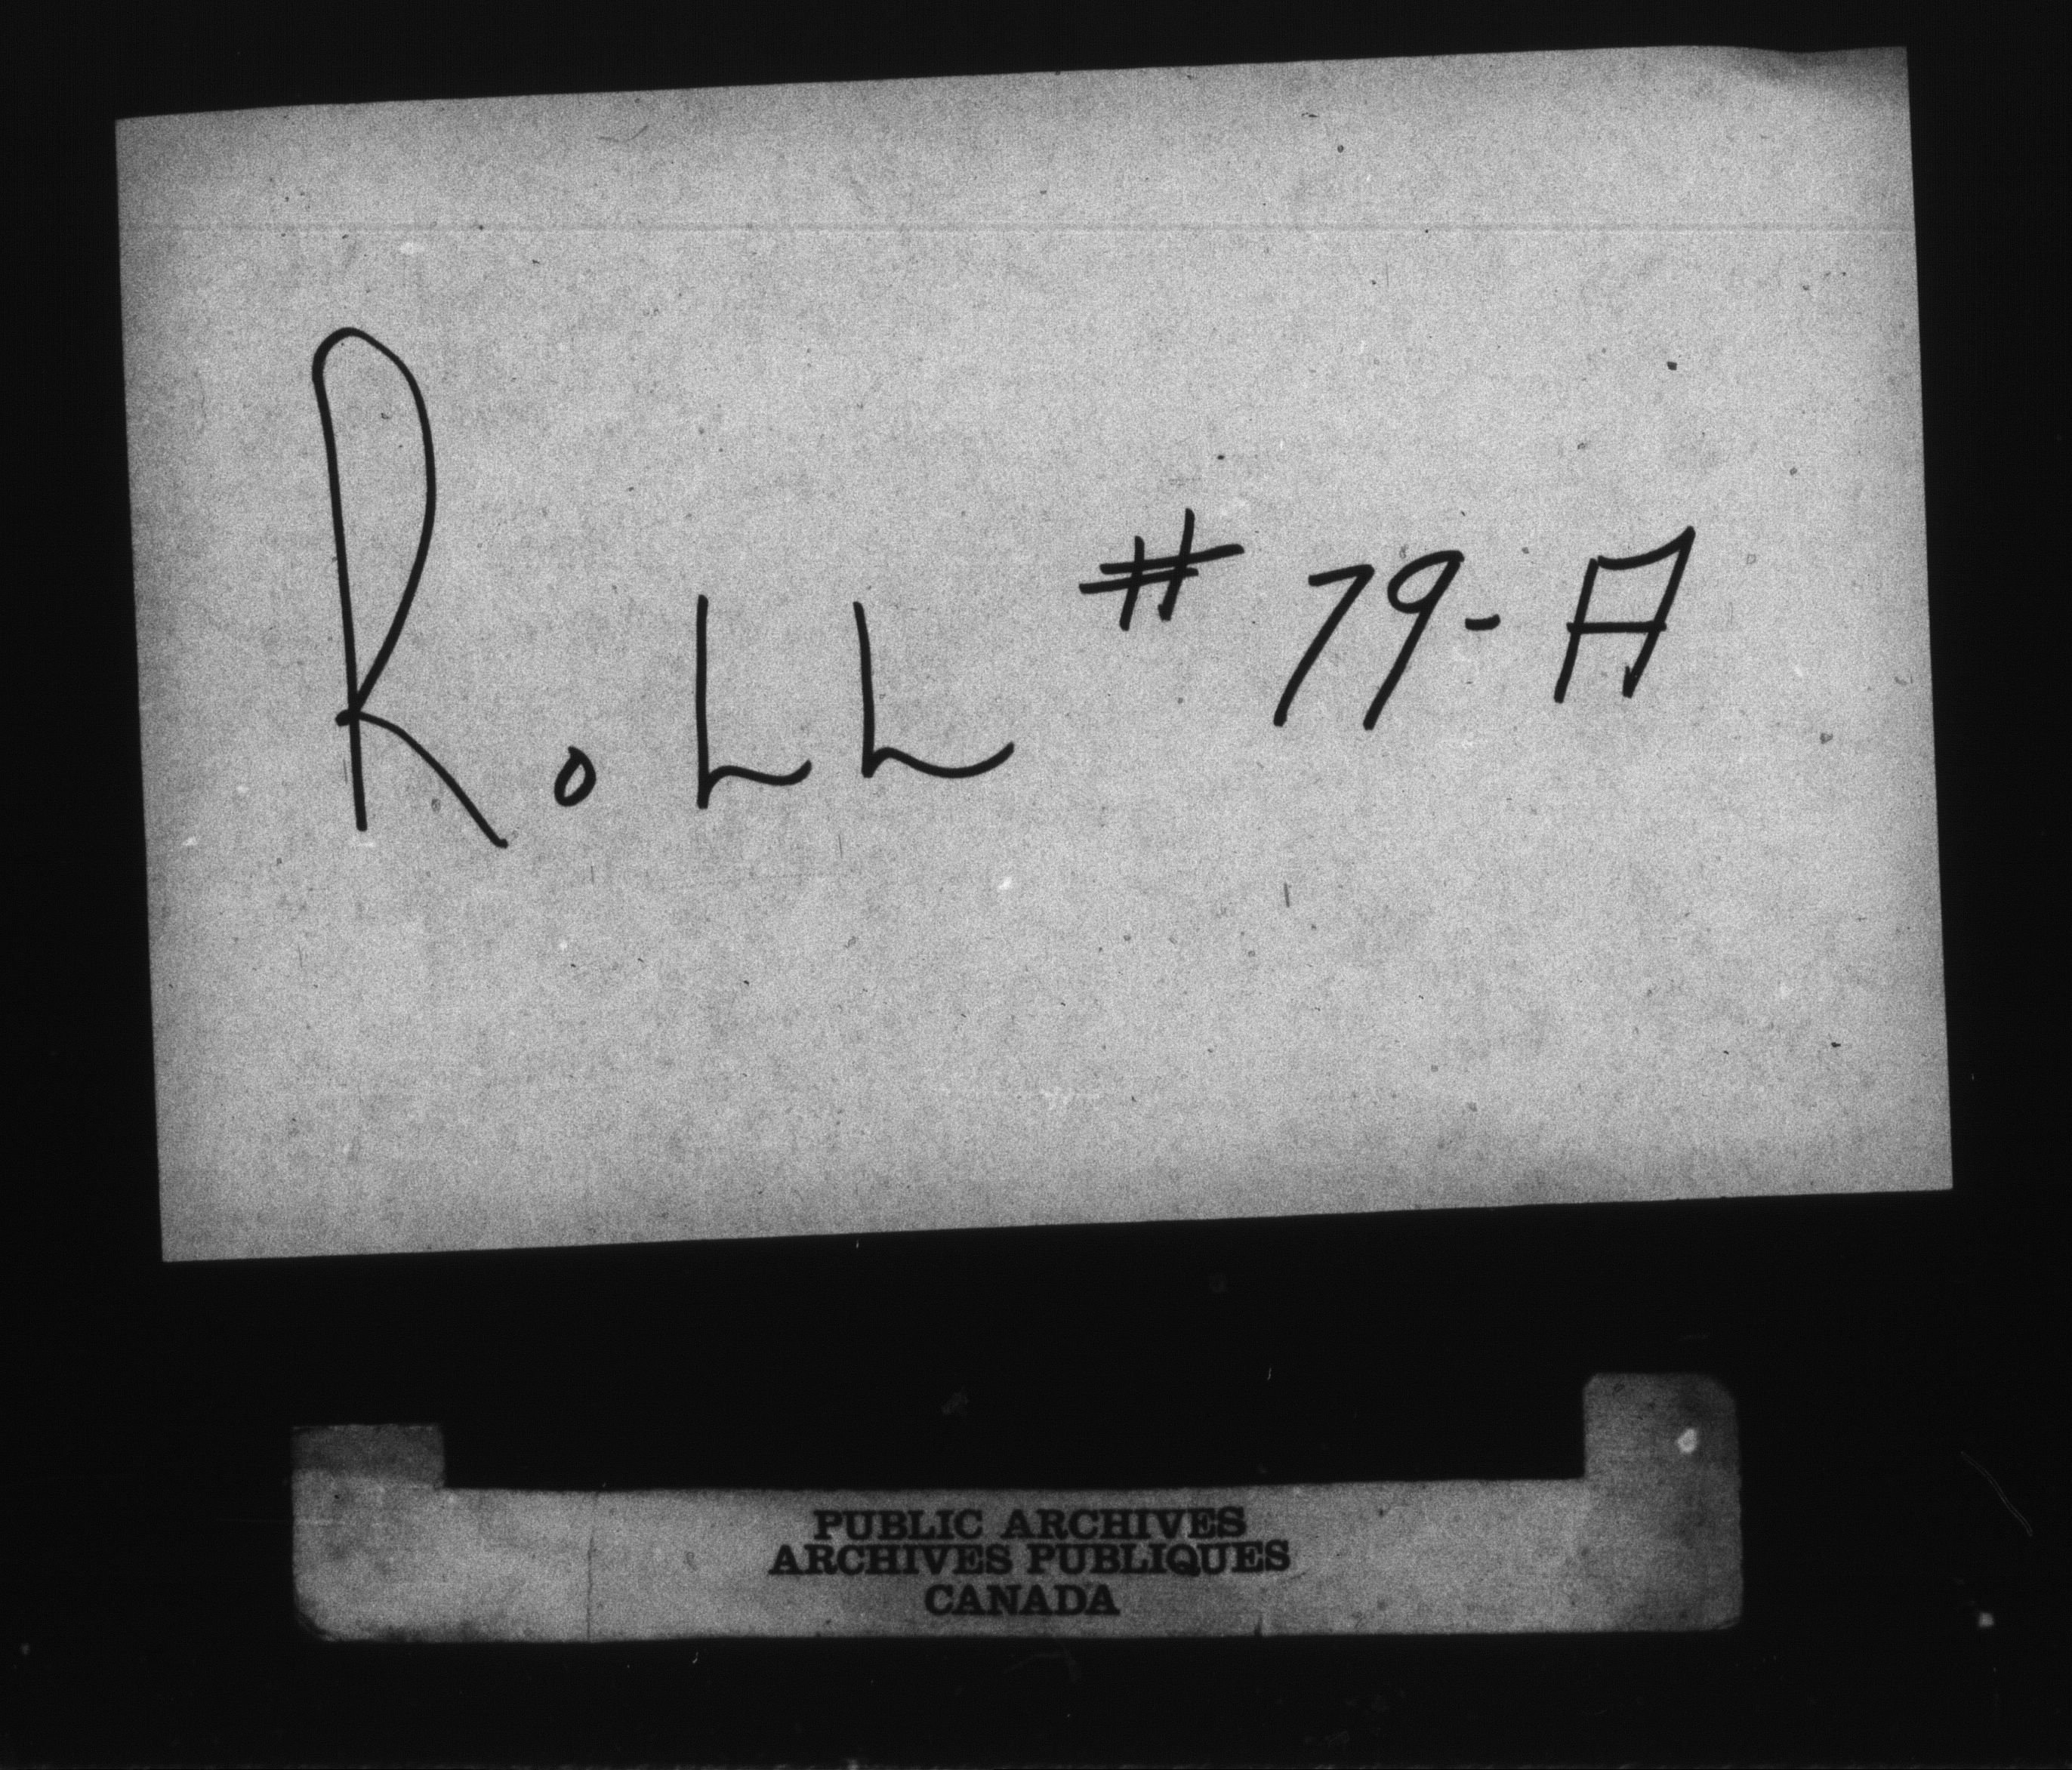 RoLL # 79-A
PUBLIC ARCHIVES
ARCHIVES PUBLIQUES
CANADA